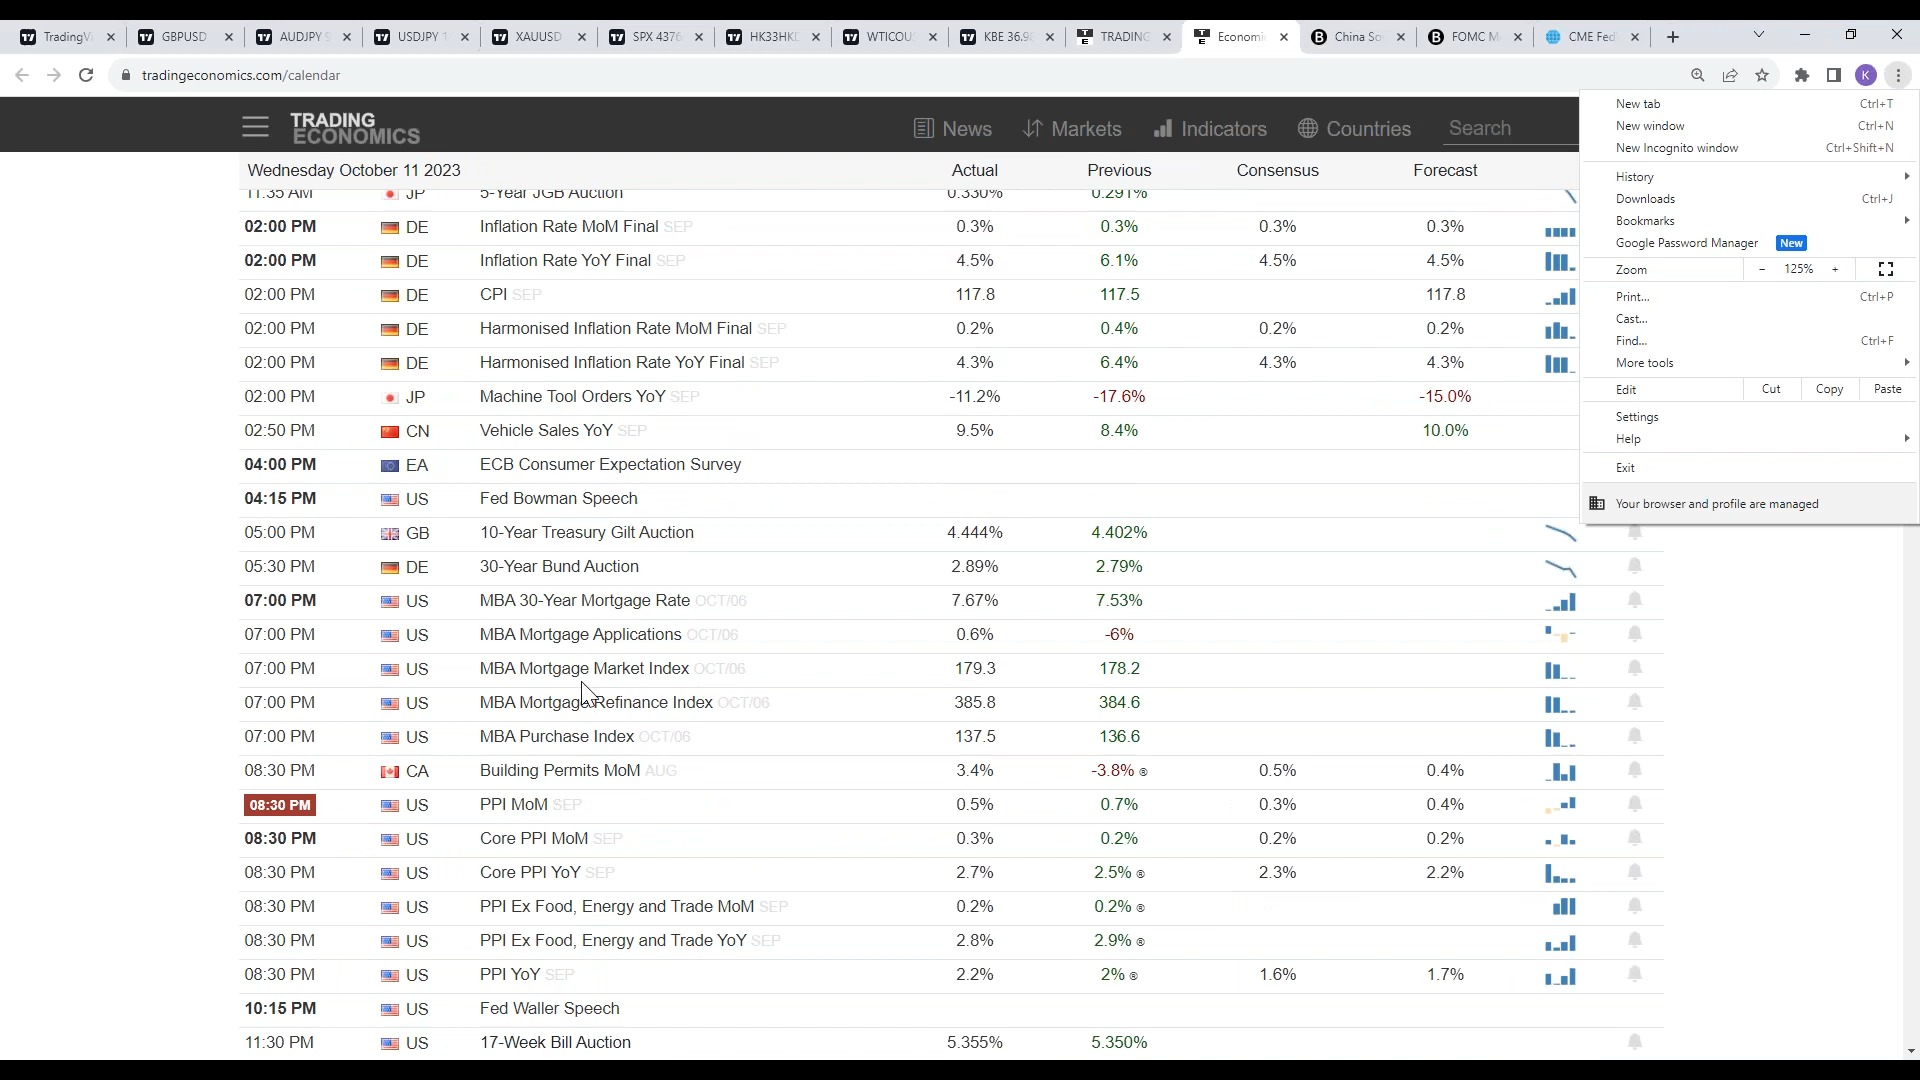 TradingVi GBPUSD AUDJPY USDJPY XAUUSD SPX 4376 HK33HK WTICOU KBE 36.9 TRADING Economi China So FOMC M CME Fed
tradingeconomics.com/calendar K
TRADING
ECONOMICS
News Markets Indicators Countries Search
Wednesday October 11 2023 Actual Previous Consensus Forecast
11:35 AM JP 5-Year JGB Auction 0.330% 0.291%
02:00 PM DE Inflation Rate MoM Final SEP 0.3% 0.3% 0.3% 0.3%
02:00 PM DE Inflation Rate YoY Final SEP 4.5% 6.1% 4.5% 4.5%
02:00 PM DE CPI SEP 117.8 117.5 117.8
02:00 PM DE Harmonised Inflation Rate MoM Final SEP 0.2% 0.4% 0.2% 0.2%
02:00 PM DE Harmonised Inflation Rate YoY Final SEP 4.3% 6.4% 4.3% 4.3%
02:00 PM JP Machine Tool Orders YoY SEP -11.2% -17.6% -15.0%
02:50 PM CN Vehicle Sales YoY SEP 9.5% 8.4% 10.0%
04:00 PM EA ECB Consumer Expectation Survey
04:15 PM US Fed Bowman Speech
05:00 PM GB 10-Year Treasury Gilt Auction 4.444% 4.402%
05:30 PM DE 30-Year Bund Auction 2.89% 2.79%
07:00 PM US MBA 30-Year Mortgage Rate OCT/06 7.67% 7.53%
07:00 PM US MBA Mortgage Applications OCT/06 0.6% -6%
07:00 PM US MBA Mortgage Market Index OCT/06 179.3 178.2
07:00 PM US MBA Mortgage Refinance Index OCT/06 385.8 384.6
07:00 PM US MBA Purchase Index OCT/06 137.5 136.6
08:30 PM CA Building Permits MoM AUG 3.4% -3.8% ® 0.5% 0.4%
08:30 PM US PPI MoM SEP 0.5% 0.7% 0.3% 0.4%
08:30 PM US Core PPI MoM SEP 0.3% 0.2% 0.2% 0.2%
08:30 PM US Core PPI YoY SEP 2.7% 2.5% ® 2.3% 2.2%
08:30 PM US PPI Ex Food, Energy and Trade MoM SEP 0.2% 0.2% ®
08:30 PM US PPI Ex Food, Energy and Trade YoY SEP 2.8% 2.9% ®
08:30 PM US PPI YoY SEP 2.2% 2% ® 1.6% 1.7%
10:15 PM US Fed Waller Speech
11:30 PM US 17-Week Bill Auction 5.355% 5.350%
New tab Ctrl+T
New window Ctrl+N
New Incognito window Ctrl+Shift+N
History
Downloads Ctrl+J
Bookmarks
Google Password Manager New
Zoom - 125% +
Print... Ctrl+P
Cast...
Find... Ctrl+F
More tools
Edit Cut Copy Paste
Settings
Help
Exit
Your browser and profile are managed